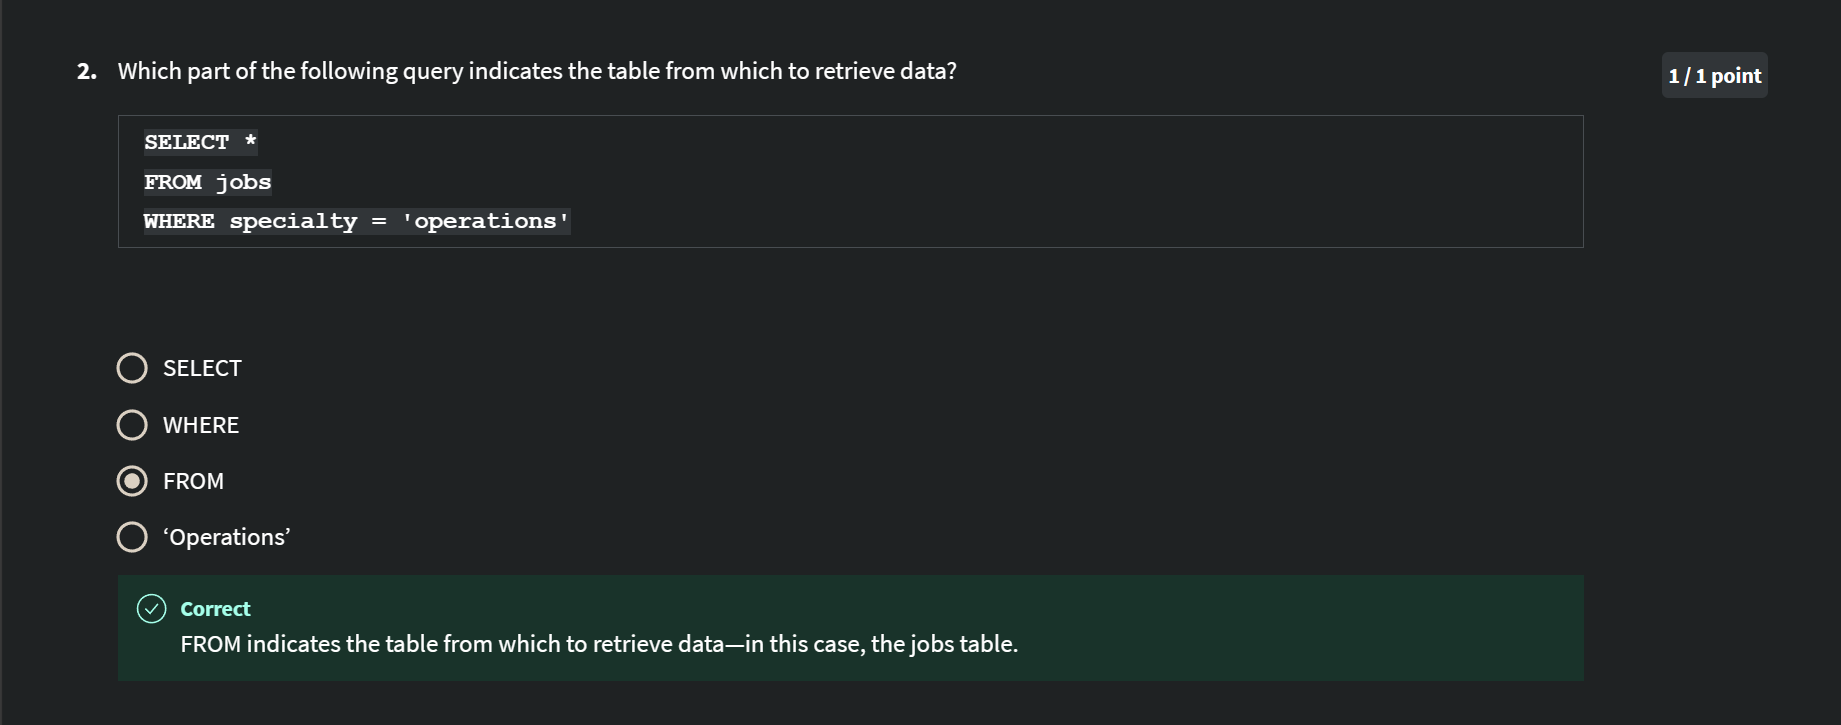 2. Which part of the following query indicates the table from which to retrieve data?
1 / 1 point
SELECT *
FROM jobs
WHERE specialty = 'operations'
SELECT
WHERE
FROM
‘Operations’
Correct
FROM indicates the table from which to retrieve data—in this case, the jobs table.